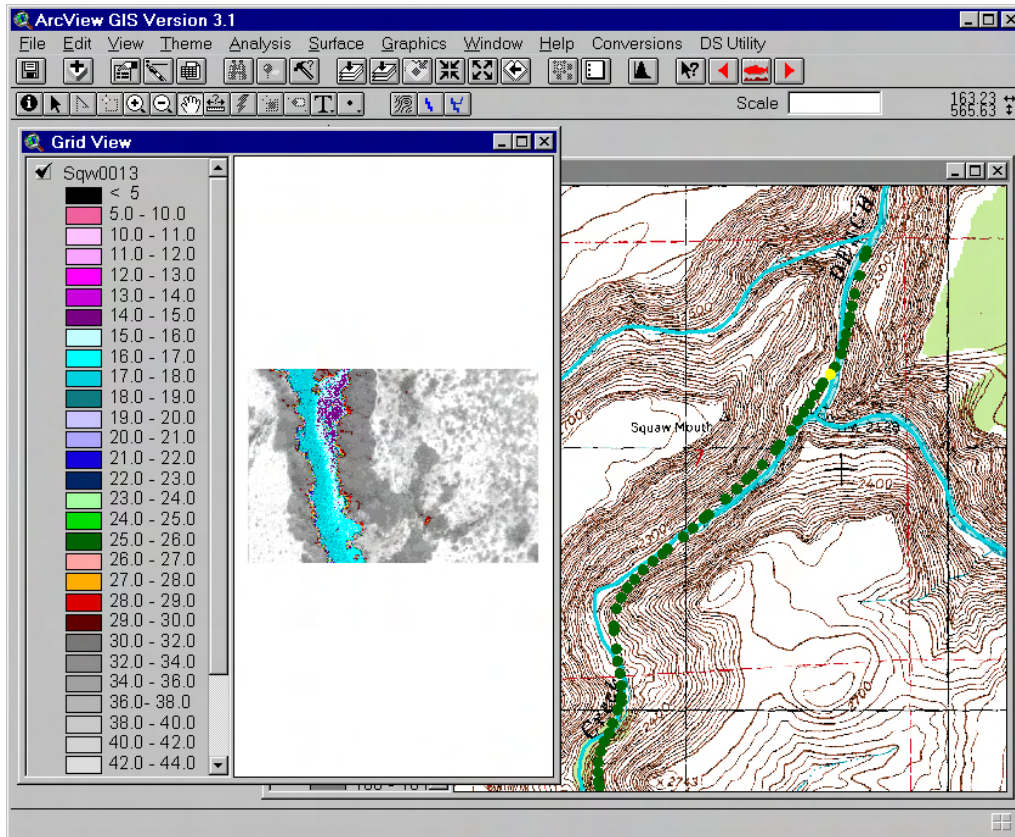 ArcView GIS Version 3.1
File Edit View Theme Analysis Surface Graphics Window Help Conversions DS Utility
Scale
163.23
565.63
Grid View
Sqw0013
< 5
5.0 - 10.0
10.0 - 11.0
11.0 - 12.0
12.0 - 13.0
13.0 - 14.0
14.0 - 15.0
15.0 - 16.0
16.0 - 17.0
17.0 - 18.0
18.0 - 19.0
19.0 - 20.0
20.0 - 21.0
21.0 - 22.0
22.0 - 23.0
23.0 - 24.0
24.0 - 25.0
25.0 - 26.0
26.0 - 27.0
27.0 - 28.0
28.0 - 29.0
29.0 - 30.0
30.0 - 32.0
32.0 - 34.0
34.0 - 36.0
36.0- 38.0
38.0 - 40.0
40.0 - 42.0
42.0 - 44.0
Squaw Mouth
2400
2300
2700
Creek
x 2743